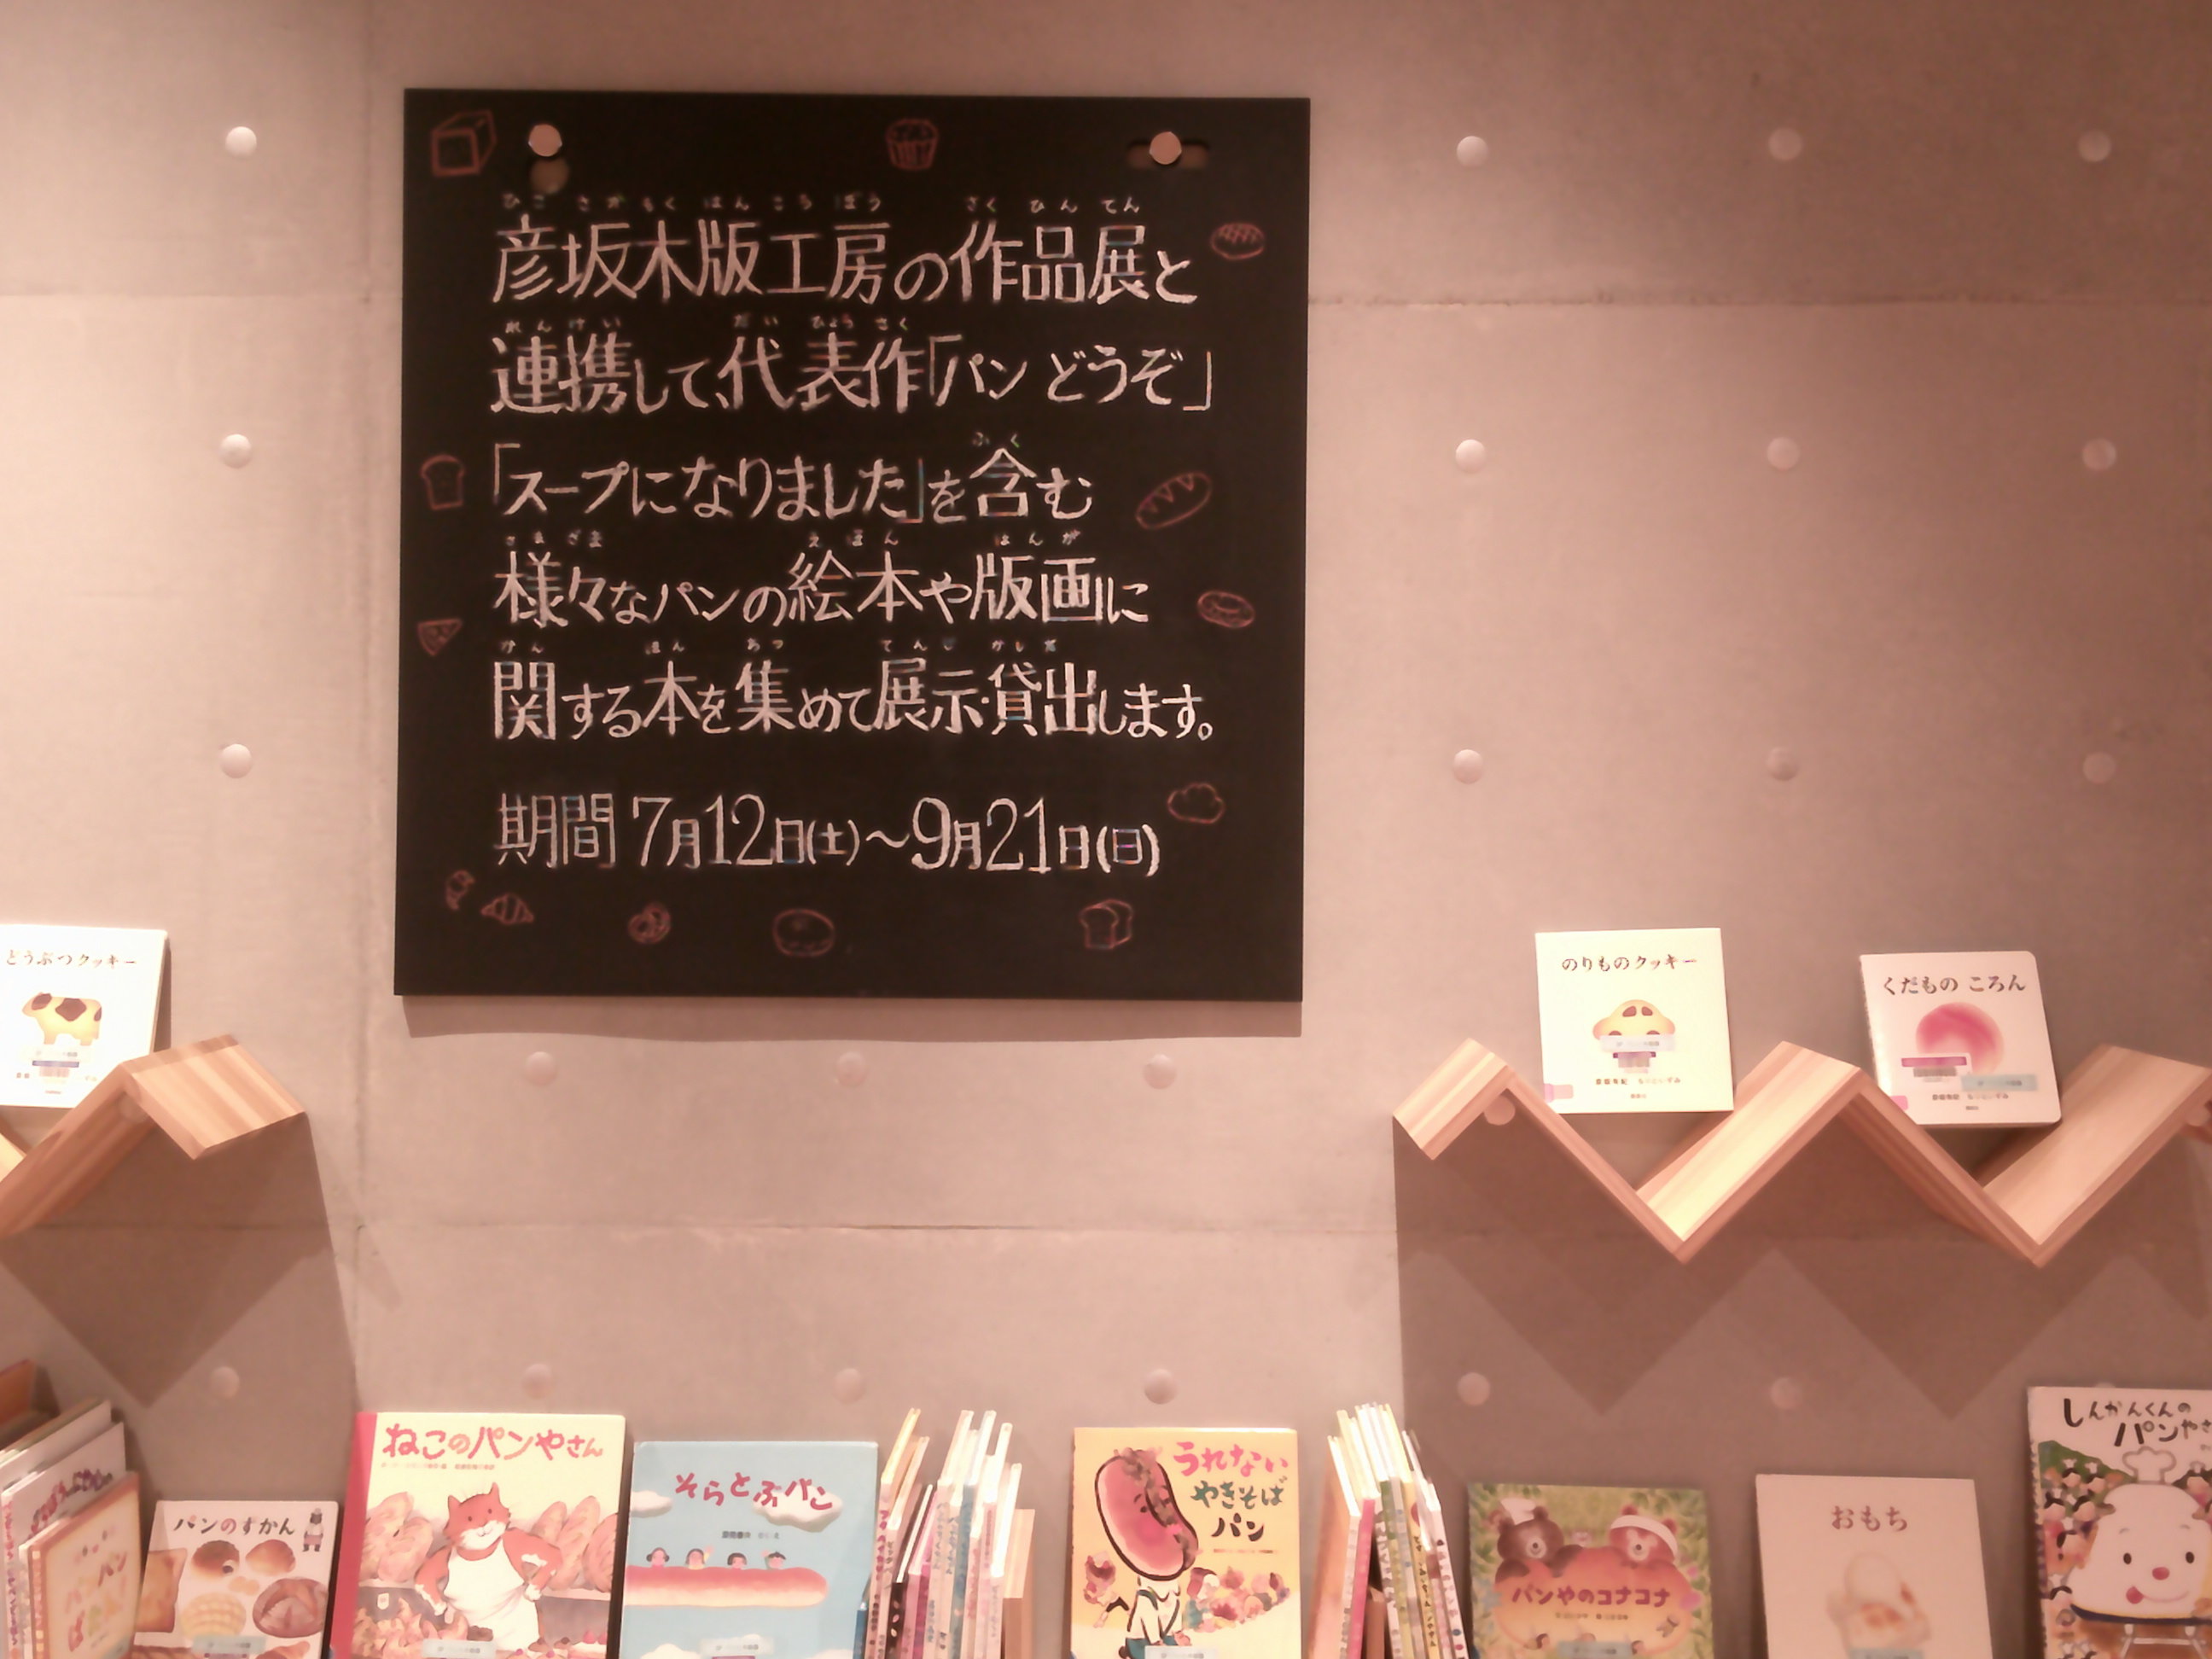 ひこさかもくはんこうぼう さくひんてん
彦坂木版工房の作品展と
れんけい だいひょうさく
連携して、代表作「パン どうぞ」
ふく
「スープになりました」を含む
さまざま えほん はんが
様々なパンの絵本や版画に
かん ほん あつ てんじ かしだ
関する本を集めて展示・貸出します。
期間 7月12日(土)～9月21日(日)
どうぶつクッキー
のりものクッキー
くだもの ころん
パンのずかん
ねこのパンやさん
そらとぶパン
うれない
やきそば
パン
パンやのコナコナ
おもち
しんかんくんの
パンやさ